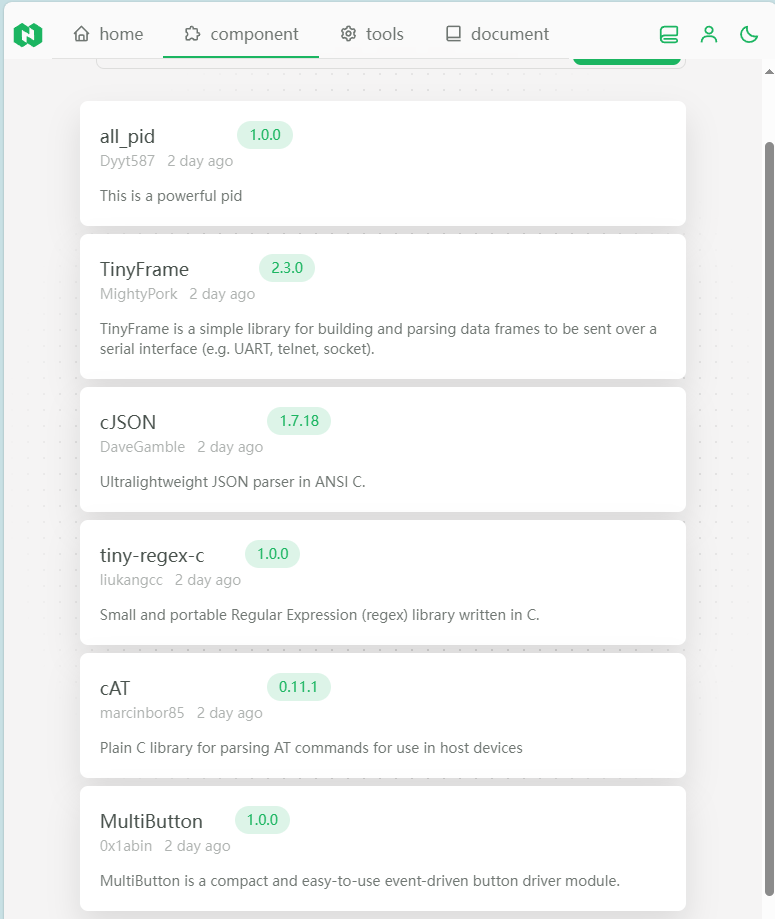 home component tools document
all_pid 1.0.0
Dyyt587 2 day ago
This is a powerful pid
TinyFrame 2.3.0
MightyPork 2 day ago
TinyFrame is a simple library for building and parsing data frames to be sent over a
serial interface (e.g. UART, telnet, socket).
cJSON 1.7.18
DaveGamble 2 day ago
Ultralightweight JSON parser in ANSI C.
tiny-regex-c 1.0.0
liukangcc 2 day ago
Small and portable Regular Expression (regex) library written in C.
cAT 0.11.1
marcinbor85 2 day ago
Plain C library for parsing AT commands for use in host devices
MultiButton 1.0.0
0x1abin 2 day ago
MultiButton is a compact and easy-to-use event-driven button driver module.